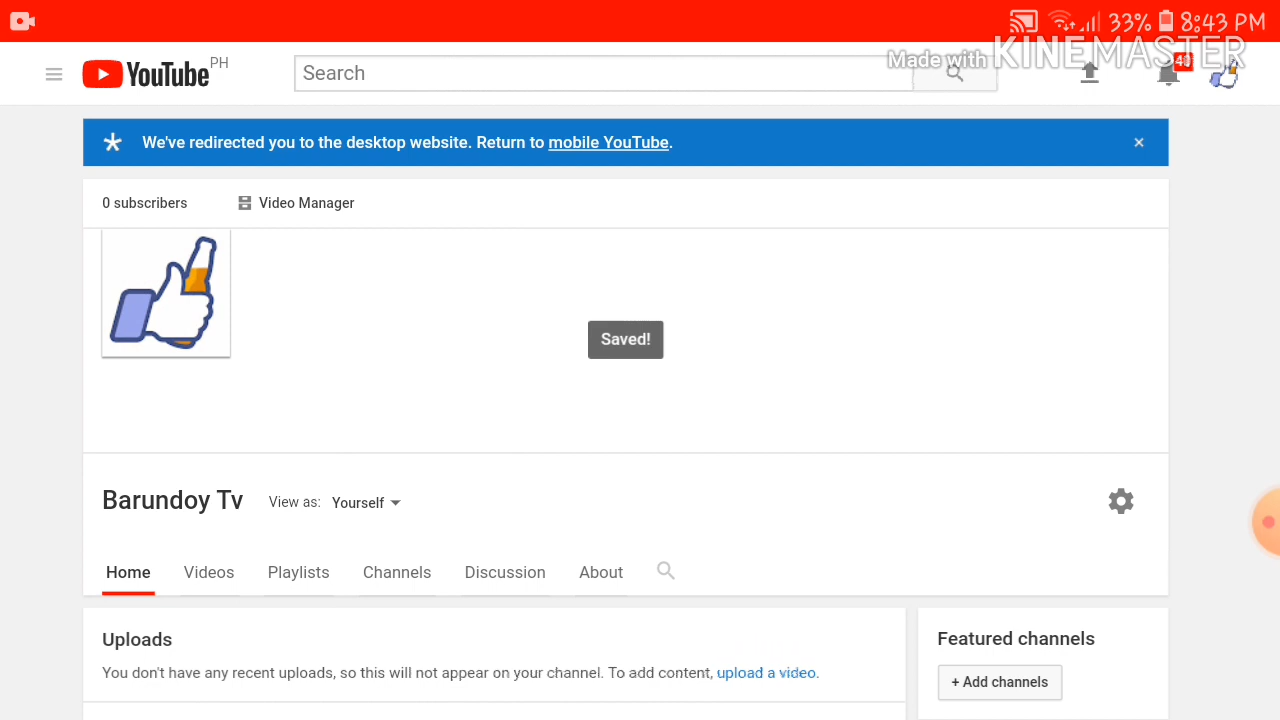 33% 8:43 PM
Made with KINEMASTER
YouTube PH
Search
48
We've redirected you to the desktop website. Return to mobile YouTube. ×
0 subscribers Video Manager
Saved!
Barundoy Tv View as: Yourself
Home Videos Playlists Channels Discussion About
Uploads
You don't have any recent uploads, so this will not appear on your channel. To add content, upload a video.
Featured channels
+ Add channels